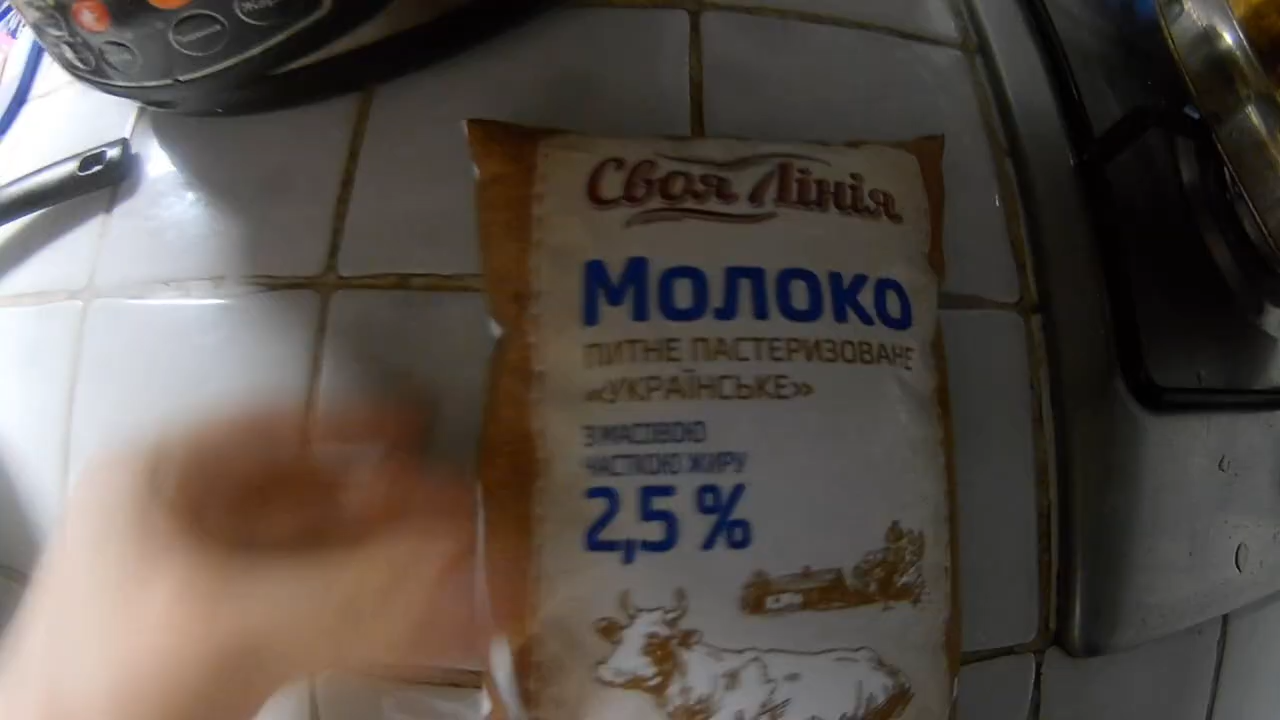 Своя Лінія
Молоко
ПИТНЕ ПАСТЕРИЗОВАНЕ
«УКРАЇНСЬКЕ»
З МАСОВОЮ
ЧАСТКОЮ ЖИРУ
2,5 %